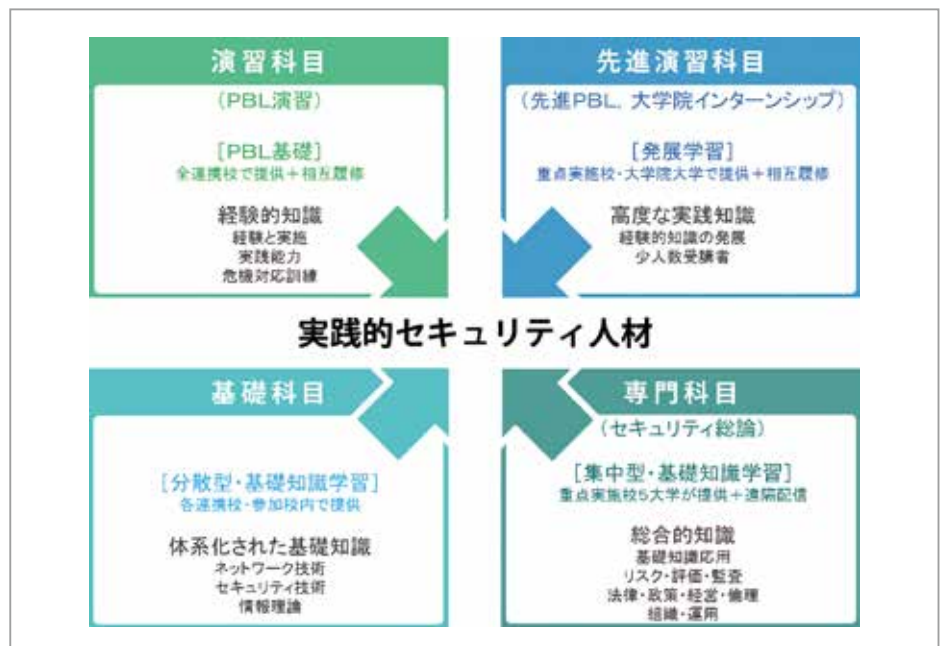 演習科目
(PBL演習)
[PBL基礎]
全連携校で提供+相互履修
経験的知識
経験と実施
実践能力
危機対応訓練
先進演習科目
(先進PBL, 大学院インターンシップ)
[発展学習]
重点実施校・大学院大学で提供+相互履修
高度な実践知識
経験的知識の発展
少人数受講者
実践的セキュリティ人材
基礎科目
[分散型・基礎知識学習]
各連携校・参加校内で提供
体系化された基礎知識
ネットワーク技術
セキュリティ技術
情報理論
専門科目
(セキュリティ総論)
[集中型・基礎知識学習]
重点実施校5大学が提供+遠隔配信
総合的知識
基礎知識応用
リスク・評価・監査
法律・政策・経営・倫理
組織・運用